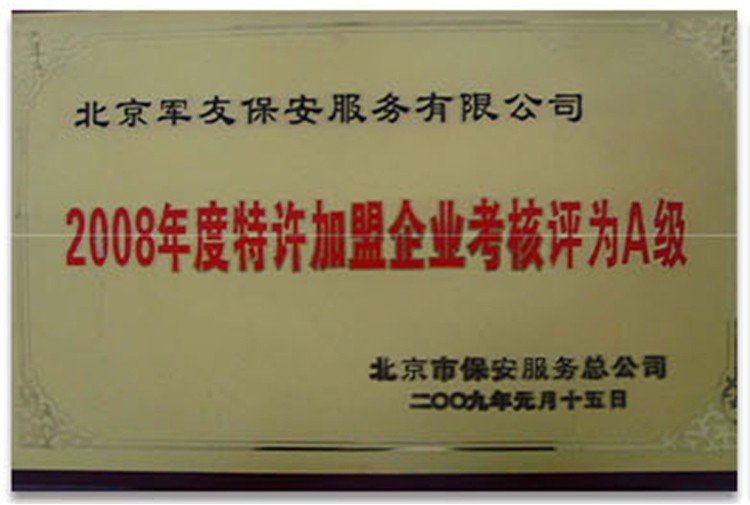 北京军友保安服务有限公司
2008年度特许加盟企业考核评为A级
北京市保安服务总公司
二〇〇九年元月十五日